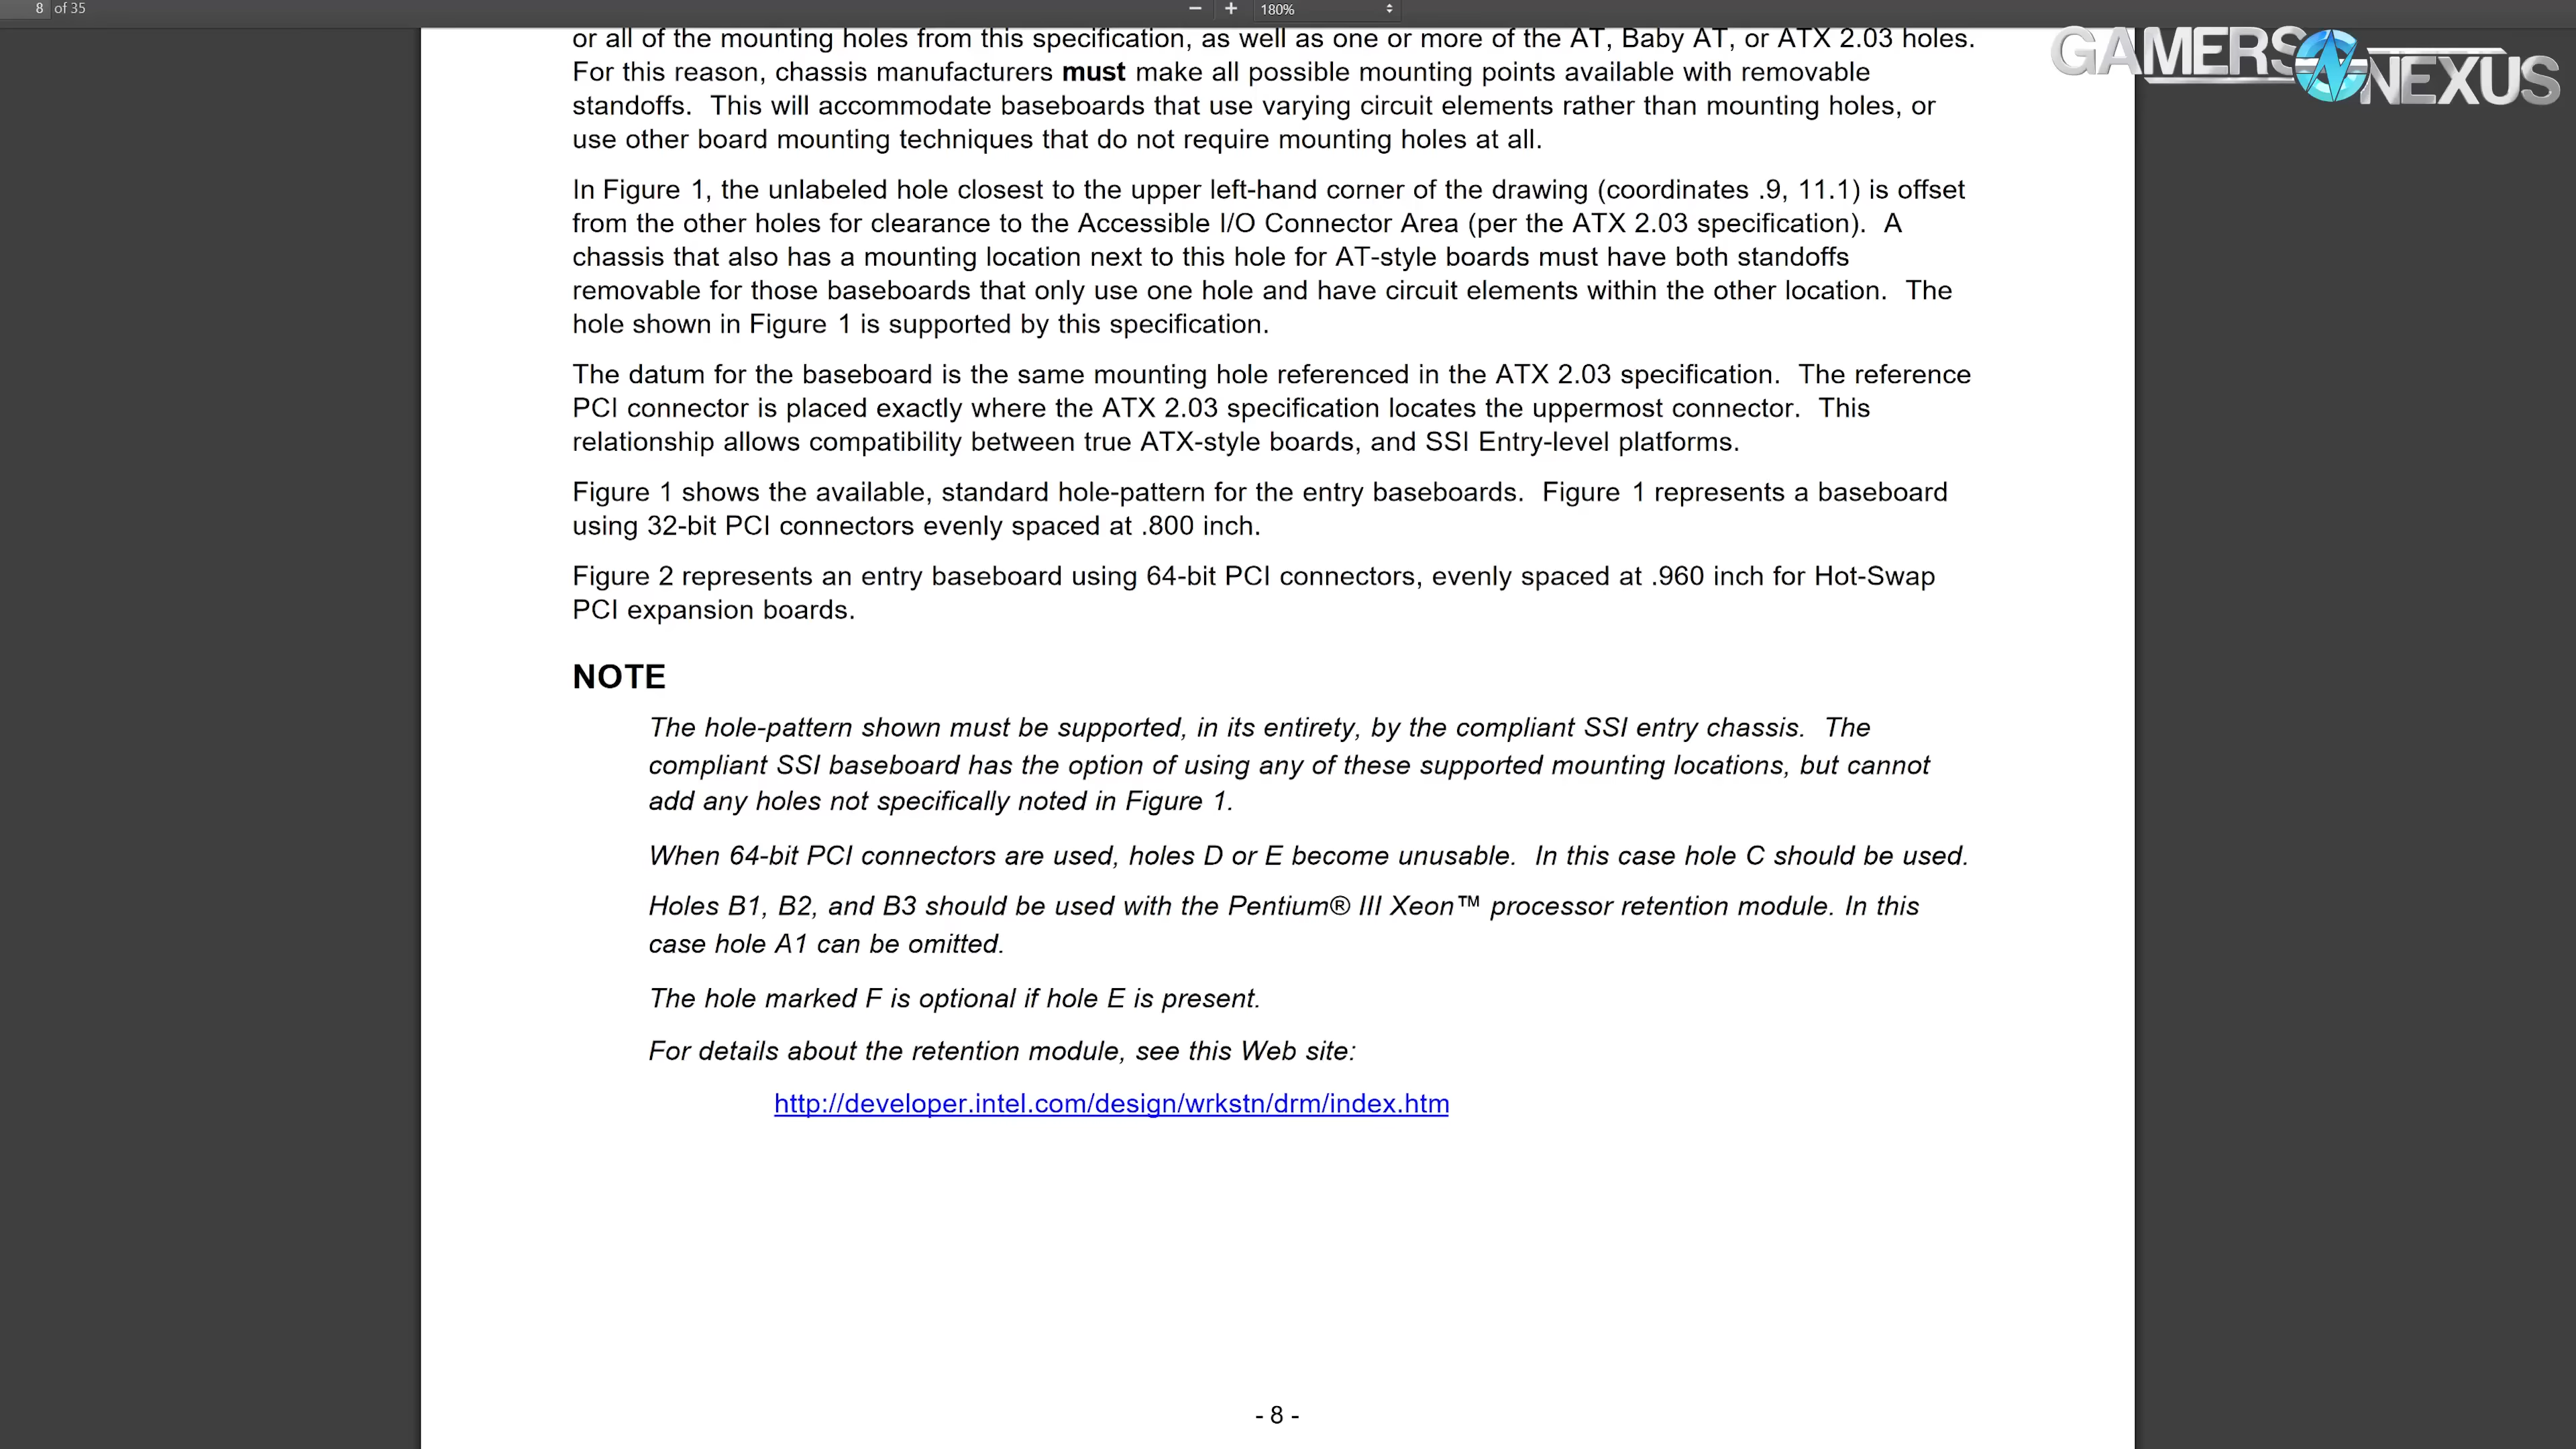 8 of 35
180%
GAMERS NEXUS
or all of the mounting holes from this specification, as well as one or more of the AT, Baby AT, or ATX 2.03 holes.
For this reason, chassis manufacturers must make all possible mounting points available with removable
standoffs. This will accommodate baseboards that use varying circuit elements rather than mounting holes, or
use other board mounting techniques that do not require mounting holes at all.
In Figure 1, the unlabeled hole closest to the upper left-hand corner of the drawing (coordinates .9, 11.1) is offset
from the other holes for clearance to the Accessible I/O Connector Area (per the ATX 2.03 specification). A
chassis that also has a mounting location next to this hole for AT-style boards must have both standoffs
removable for those baseboards that only use one hole and have circuit elements within the other location. The
hole shown in Figure 1 is supported by this specification.
The datum for the baseboard is the same mounting hole referenced in the ATX 2.03 specification. The reference
PCI connector is placed exactly where the ATX 2.03 specification locates the uppermost connector. This
relationship allows compatibility between true ATX-style boards, and SSI Entry-level platforms.
Figure 1 shows the available, standard hole-pattern for the entry baseboards. Figure 1 represents a baseboard
using 32-bit PCI connectors evenly spaced at .800 inch.
Figure 2 represents an entry baseboard using 64-bit PCI connectors, evenly spaced at .960 inch for Hot-Swap
PCI expansion boards.
NOTE
The hole-pattern shown must be supported, in its entirety, by the compliant SSI entry chassis. The
compliant SSI baseboard has the option of using any of these supported mounting locations, but cannot
add any holes not specifically noted in Figure 1.
When 64-bit PCI connectors are used, holes D or E become unusable. In this case hole C should be used.
Holes B1, B2, and B3 should be used with the Pentium® III Xeon™ processor retention module. In this
case hole A1 can be omitted.
The hole marked F is optional if hole E is present.
For details about the retention module, see this Web site:
http://developer.intel.com/design/wrkstn/drm/index.htm
- 8 -